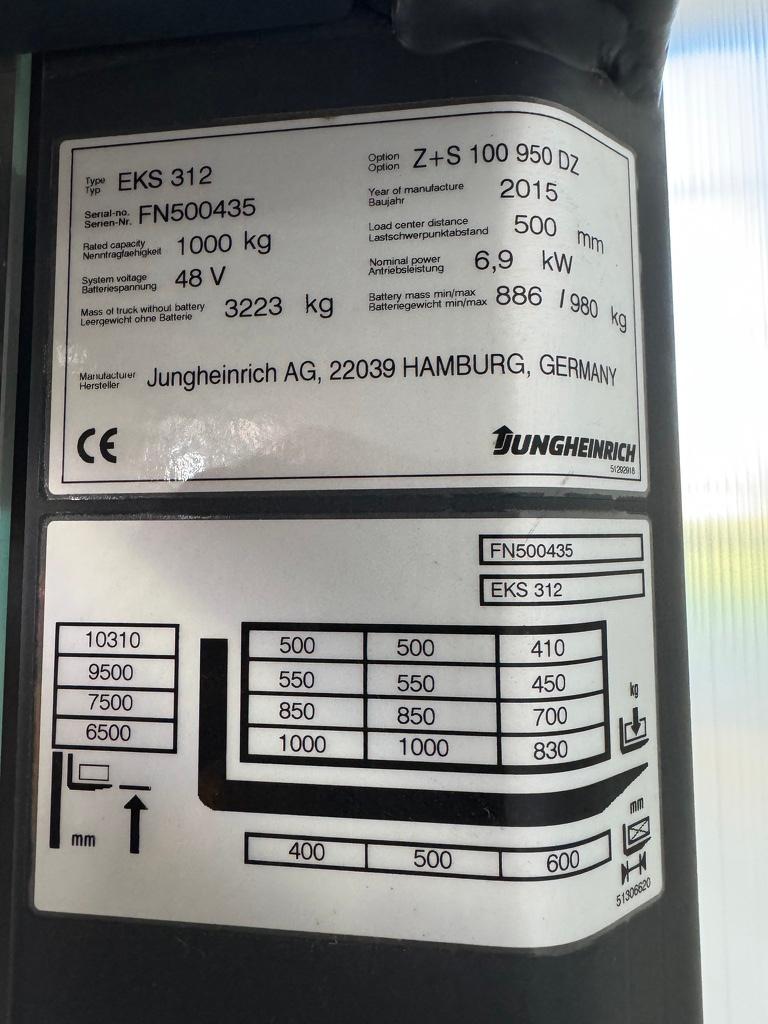 Type
Typ EKS 312
Option
Option Z+S 100 950 DZ
Serial-no.
Serien-Nr. FN500435
Year of manufacture
Baujahr 2015
Rated capacity
Nenntragfaehigkeit 1000 kg
Load center distance
Lastschwerpunktabstand 500 mm
System voltage
Batteriespannung 48 V
Nominal power
Antriebsleistung 6,9 kW
Mass of truck without battery
Leergewicht ohne Batterie 3223 kg
Battery mass min/max
Batteriegewicht min/max 886 / 980 kg
Manufacturer
Hersteller Jungheinrich AG, 22039 HAMBURG, GERMANY
CE
JUNGHEINRICH
51292918
FN500435
EKS 312
10310 500 500 410
9500 550 550 450
7500 850 850 700
6500 1000 1000 830
kg
mm
mm
400 500 600
51306620